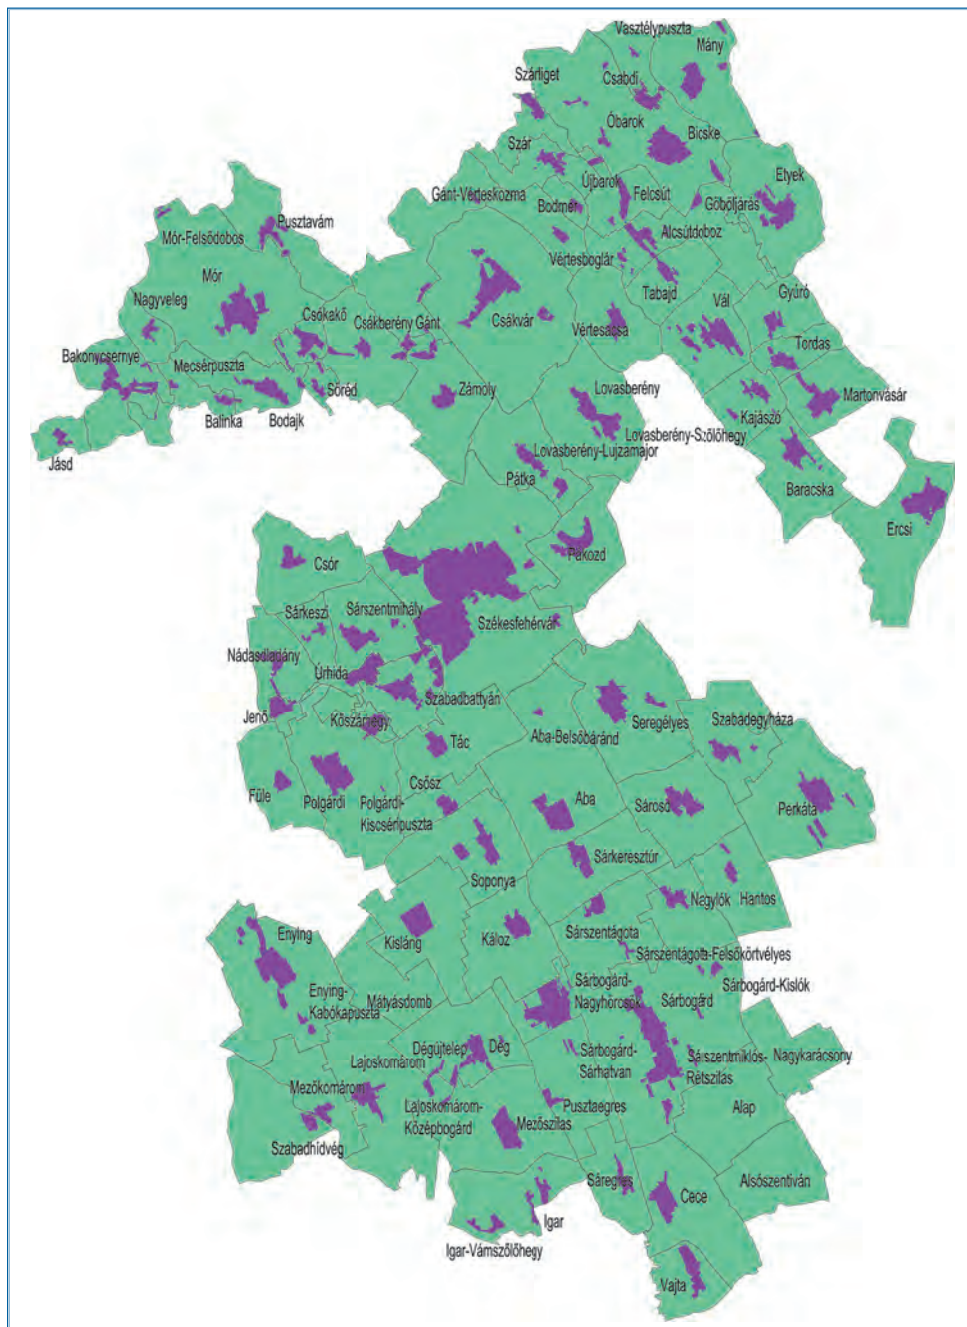 Vasztélypuszta
Mány
Szárliget
Csabdi
Óbarok
Bicske
Szár
Etyek
Újbarok
Gánt-Vérteskozma
Felcsút
Göbőljárás
Bodmér
Pusztavám
Mór-Felsődobos
Alcsútdoboz
Vértesboglár
Mór
Tabajd
Gyúró
Nagyveleg
Vál
Csókakő
Csákberény
Gánt
Csákvár
Vértesacsa
Tordas
Bakonycsernye
Mecsérpuszta
Söréd
Zámoly
Lovasberény
Martonvásár
Balinka
Bodajk
Kajászó
Lovasberény-Szőlőhegy
Jásd
Lovasberény-Lujzamajor
Pátka
Baracska
Ercsi
Pákozd
Csór
Sárkeszi
Sárszentmihály
Székesfehérvár
Nádasdladány
Úrhida
Szabadbattyán
Jenő
Kőszárhegy
Aba-Belsőbáránd
Seregélyes
Szabadegyháza
Tác
Csősz
Füle
Polgárdi
Polgárdi-
Kiscséripuszta
Aba
Sárosd
Perkáta
Sárkeresztúr
Soponya
Nagylók
Hantos
Enying
Kisláng
Káloz
Sárszentágota
Sárszentágota-Felsőkörtvélyes
Sárbogárd-Kislók
Enying-
Kabókapuszta
Mátyásdomb
Sárbogárd-
Nagyhörcsök
Sárbogárd
Dégújtelep
Dég
Sárbogárd-
Sárhatvan
Sárszentmiklós-
Rétszilas
Nagykarácsony
Lajoskomárom
Mezőkomárom
Lajoskomárom-
Középbogárd
Pusztaegres
Alap
Mezőszilas
Szabadhídvég
Sáregres
Cece
Alsószentiván
Igar
Igar-Vámszőlőhegy
Vajta